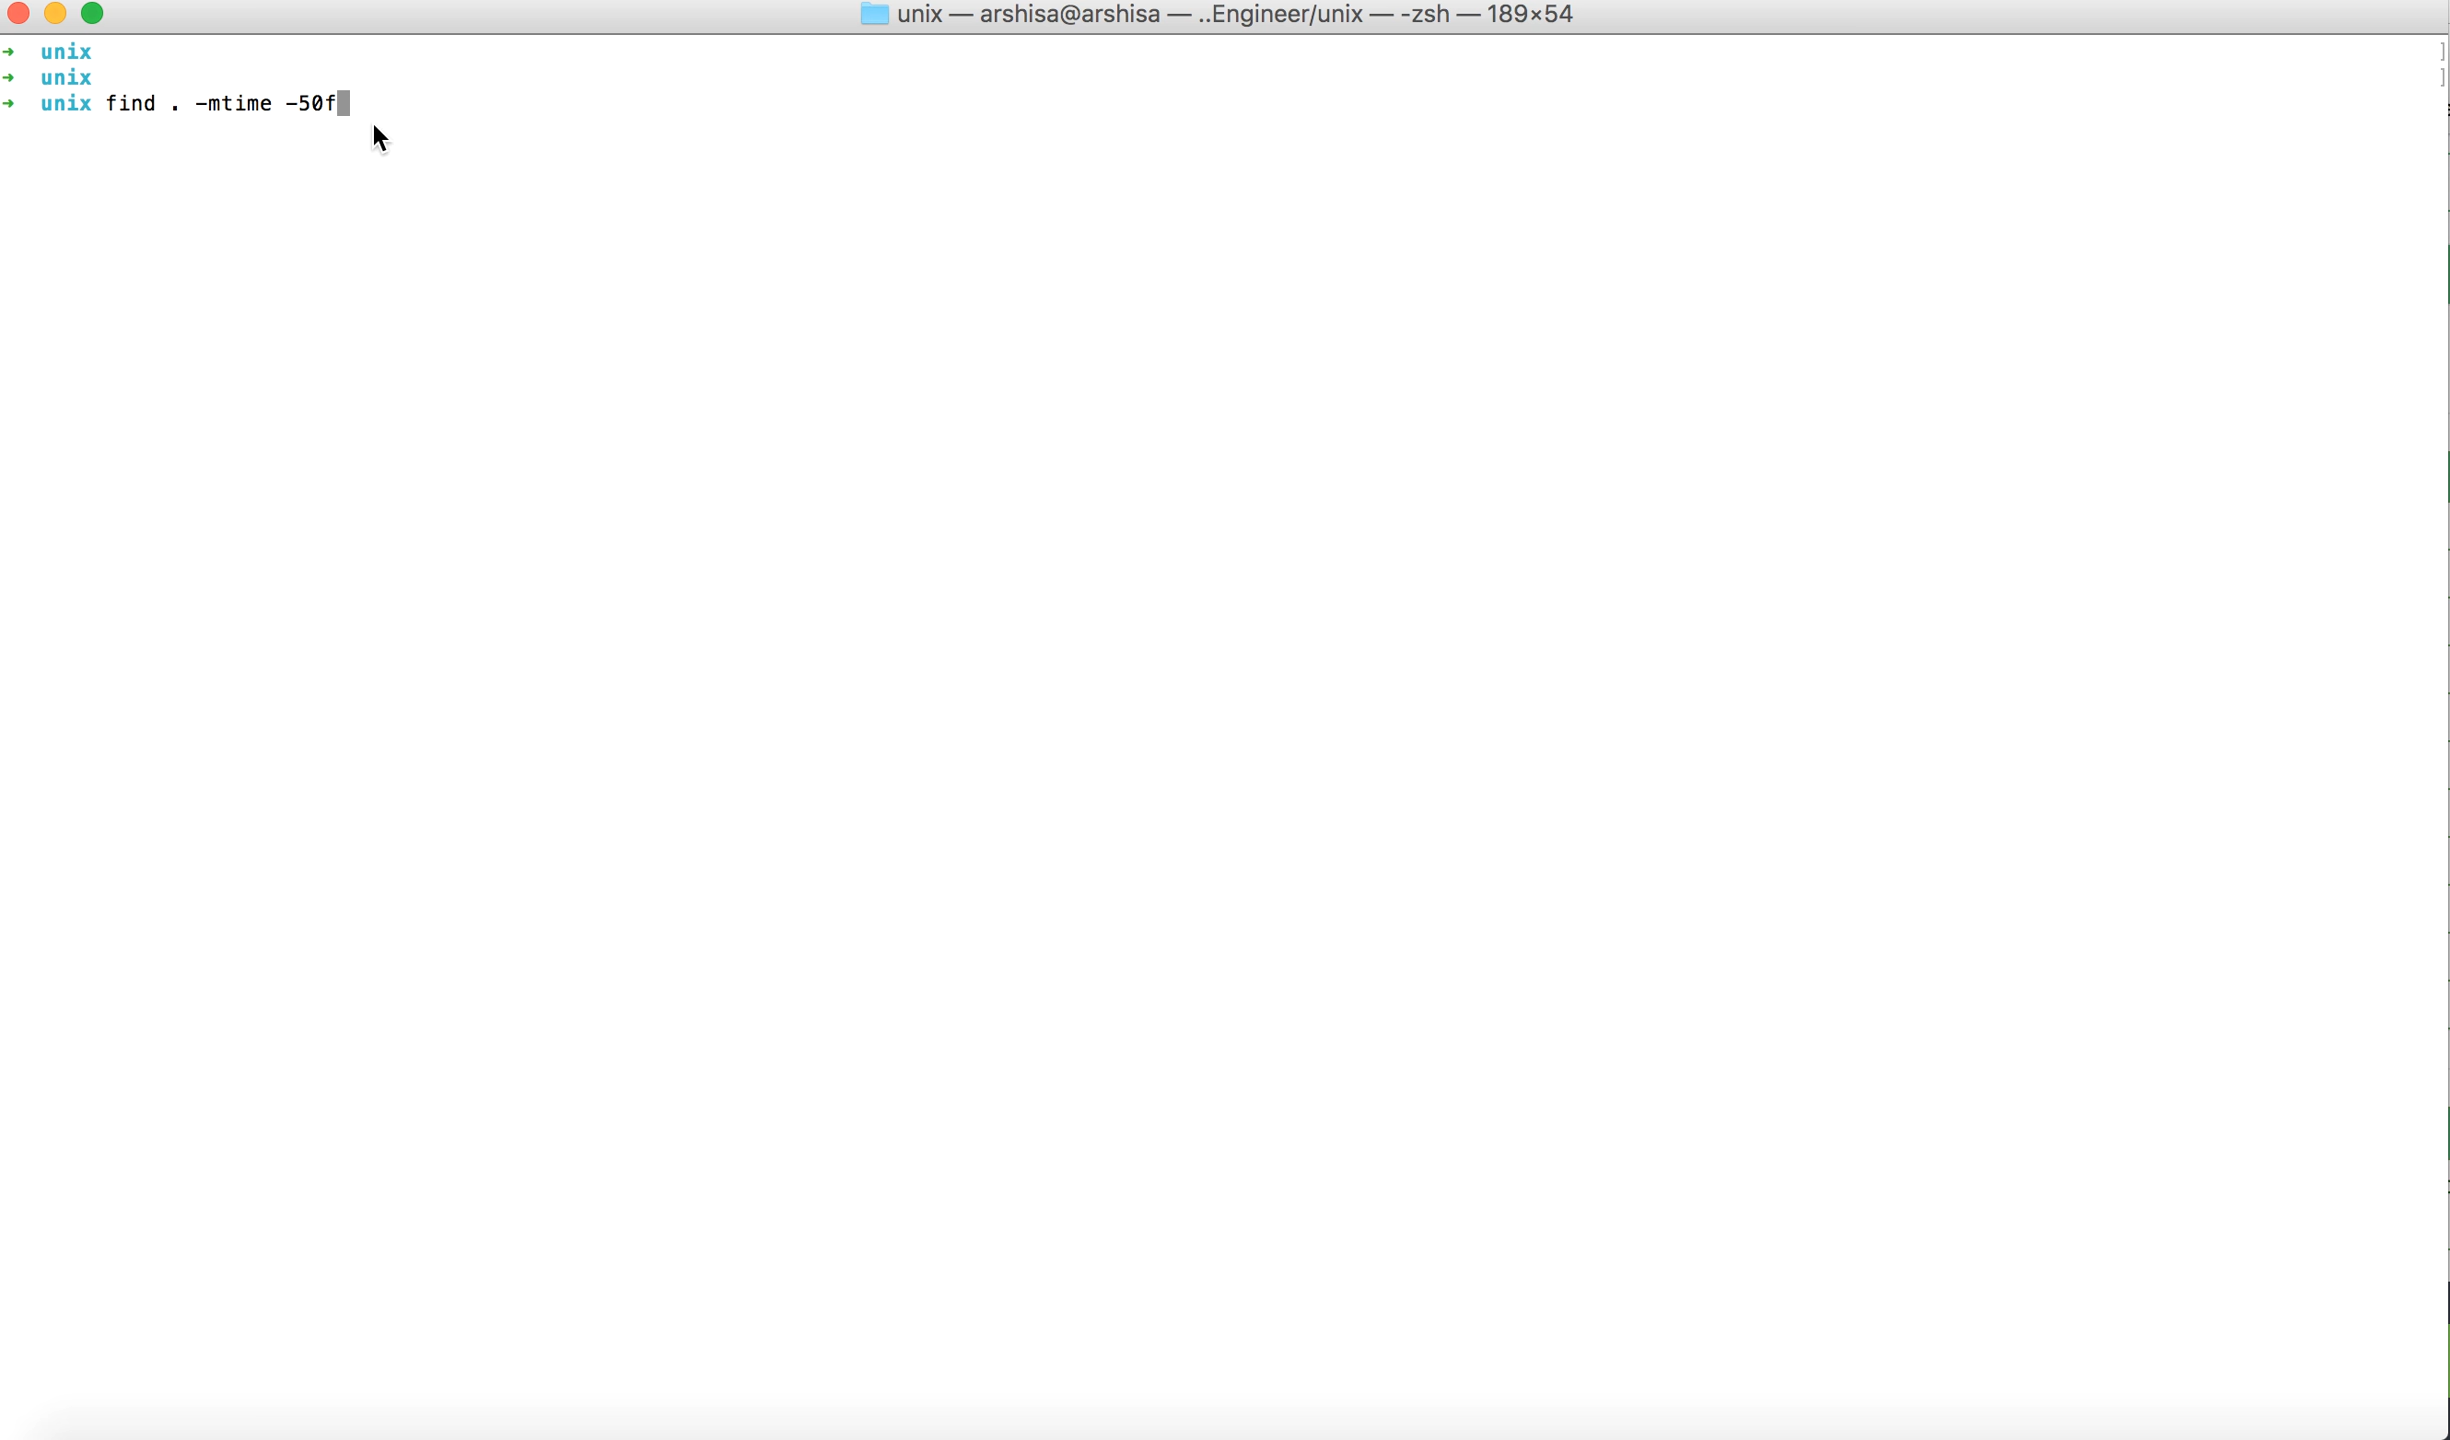 unix — arshisa@arshisa — ..Engineer/unix — -zsh — 189×54
➜ unix ]
➜ unix ]
➜ unix find . -mtime -50f